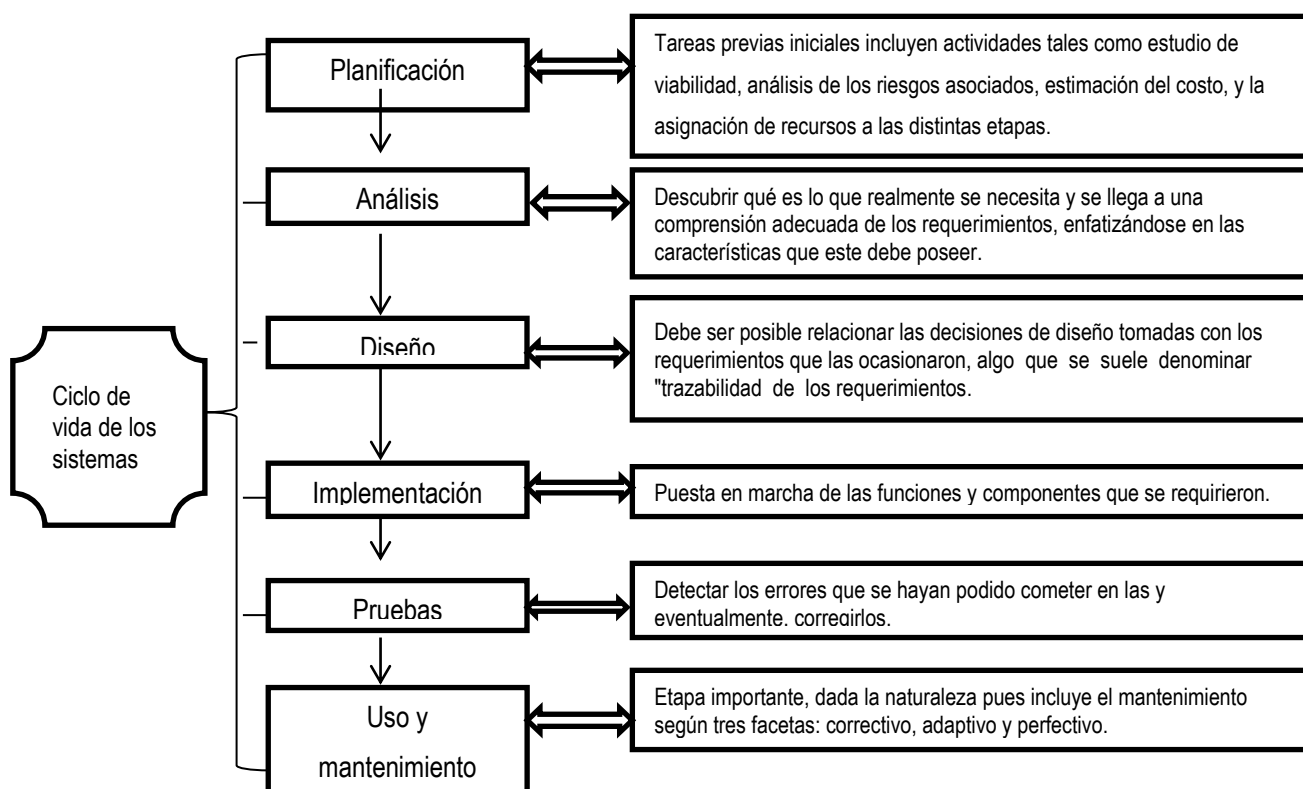 Planificación
Tareas previas iniciales incluyen actividades tales como estudio de
viabilidad, análisis de los riesgos asociados, estimación del costo, y la
asignación de recursos a las distintas etapas.
Análisis
Descubrir qué es lo que realmente se necesita y se llega a una
comprensión adecuada de los requerimientos, enfatizándose en las
características que este debe poseer.
Diseño
Debe ser posible relacionar las decisiones de diseño tomadas con los
requerimientos que las ocasionaron, algo que se suele denominar
"trazabilidad de los requerimientos.
Ciclo de
vida de los
sistemas
Implementación
Puesta en marcha de las funciones y componentes que se requirieron.
Pruebas
Detectar los errores que se hayan podido cometer en las y
eventualmente, corregirlos.
Uso y
mantenimiento
Etapa importante, dada la naturaleza pues incluye el mantenimiento
según tres facetas: correctivo, adaptivo y perfectivo.